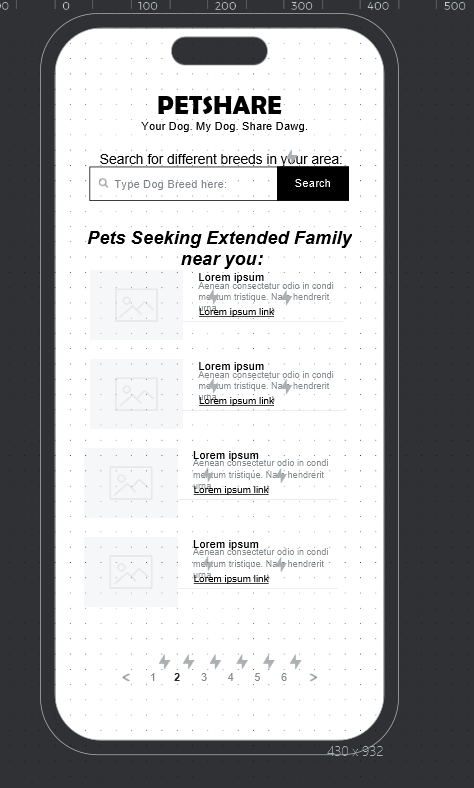 0 100 200 300 400 500
PETSHARE
Your Dog. My Dog. Share Dawg.
Search for different breeds in your area:
Type Dog Breed here:
Search
Pets Seeking Extended Family
near you:
Lorem ipsum
Aenean consectetur odio in condi
mentum tristique. Nam hendrerit
urna
Lorem ipsum link
Lorem ipsum
Aenean consectetur odio in condi
mentum tristique. Nam hendrerit
urna
Lorem ipsum link
Lorem ipsum
Aenean consectetur odio in condi
mentum tristique. Nam hendrerit
urna
Lorem ipsum link
Lorem ipsum
Aenean consectetur odio in condi
mentum tristique. Nam hendrerit
urna
Lorem ipsum link
< 1 2 3 4 5 6 >
430 x 932